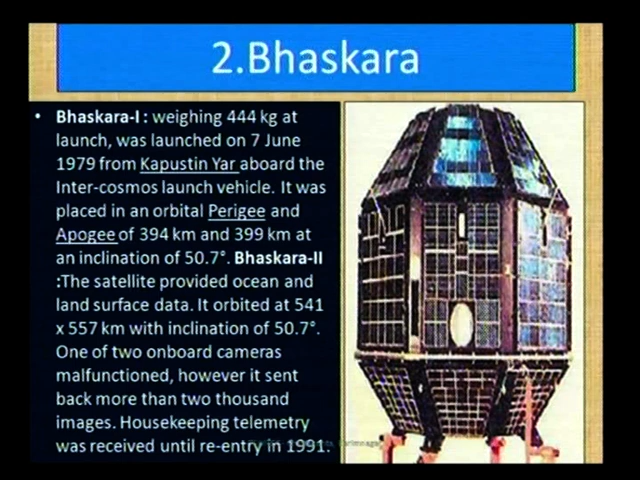 2.Bhaskara
• Bhaskara-I : weighing 444 kg at
launch, was launched on 7 June
1979 from Kapustin Yar aboard the
Inter-cosmos launch vehicle. It was
placed in an orbital Perigee and
Apogee of 394 km and 399 km at
an inclination of 50.7°. Bhaskara-II
:The satellite provided ocean and
land surface data. It orbited at 541
x 557 km with inclination of 50.7°.
One of two onboard cameras
malfunctioned, however it sent
back more than two thousand
images. Housekeeping telemetry
was received until re-entry in 1991.